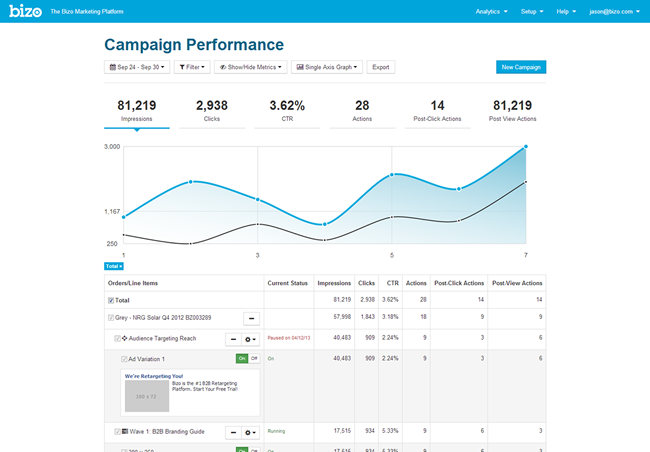 bizo The Bizo Marketing Platform Analytics Setup Help jason@bizo.com
Campaign Performance
Sep 24 - Sep 30 Filter Show/Hide Metrics Single Axis Graph Export New Campaign
81,219 2,938 3.62% 28 14 81,219
Impressions Clicks CTR Actions Post-Click Actions Post View Actions
3,000
1,167
250
1 3 5 7
Total
Orders/Line Items Current Status Impressions Clicks CTR Actions Post-Click Actions Post-View Actions
Total 81,219 2,938 3.62% 28 14 14
Grey - NRG Solar Q4 2012 BZ003289 57,998 1,843 3.18% 18 9 9
Audience Targeting Reach Paused on 04/12/13 40,483 909 2.24% 9 3 6
Ad Variation 1 On Off On 40,483 909 2.24% 9 3 6
We're Retargeting You!
Bizo is the #1 B2B Retargeting
Platform. Start Your Free Trial!
Wave 1: B2B Branding Guide Running 17,515 934 5.33% 9 6 3
On Off On 17,515 934 5.33% 9 6 3